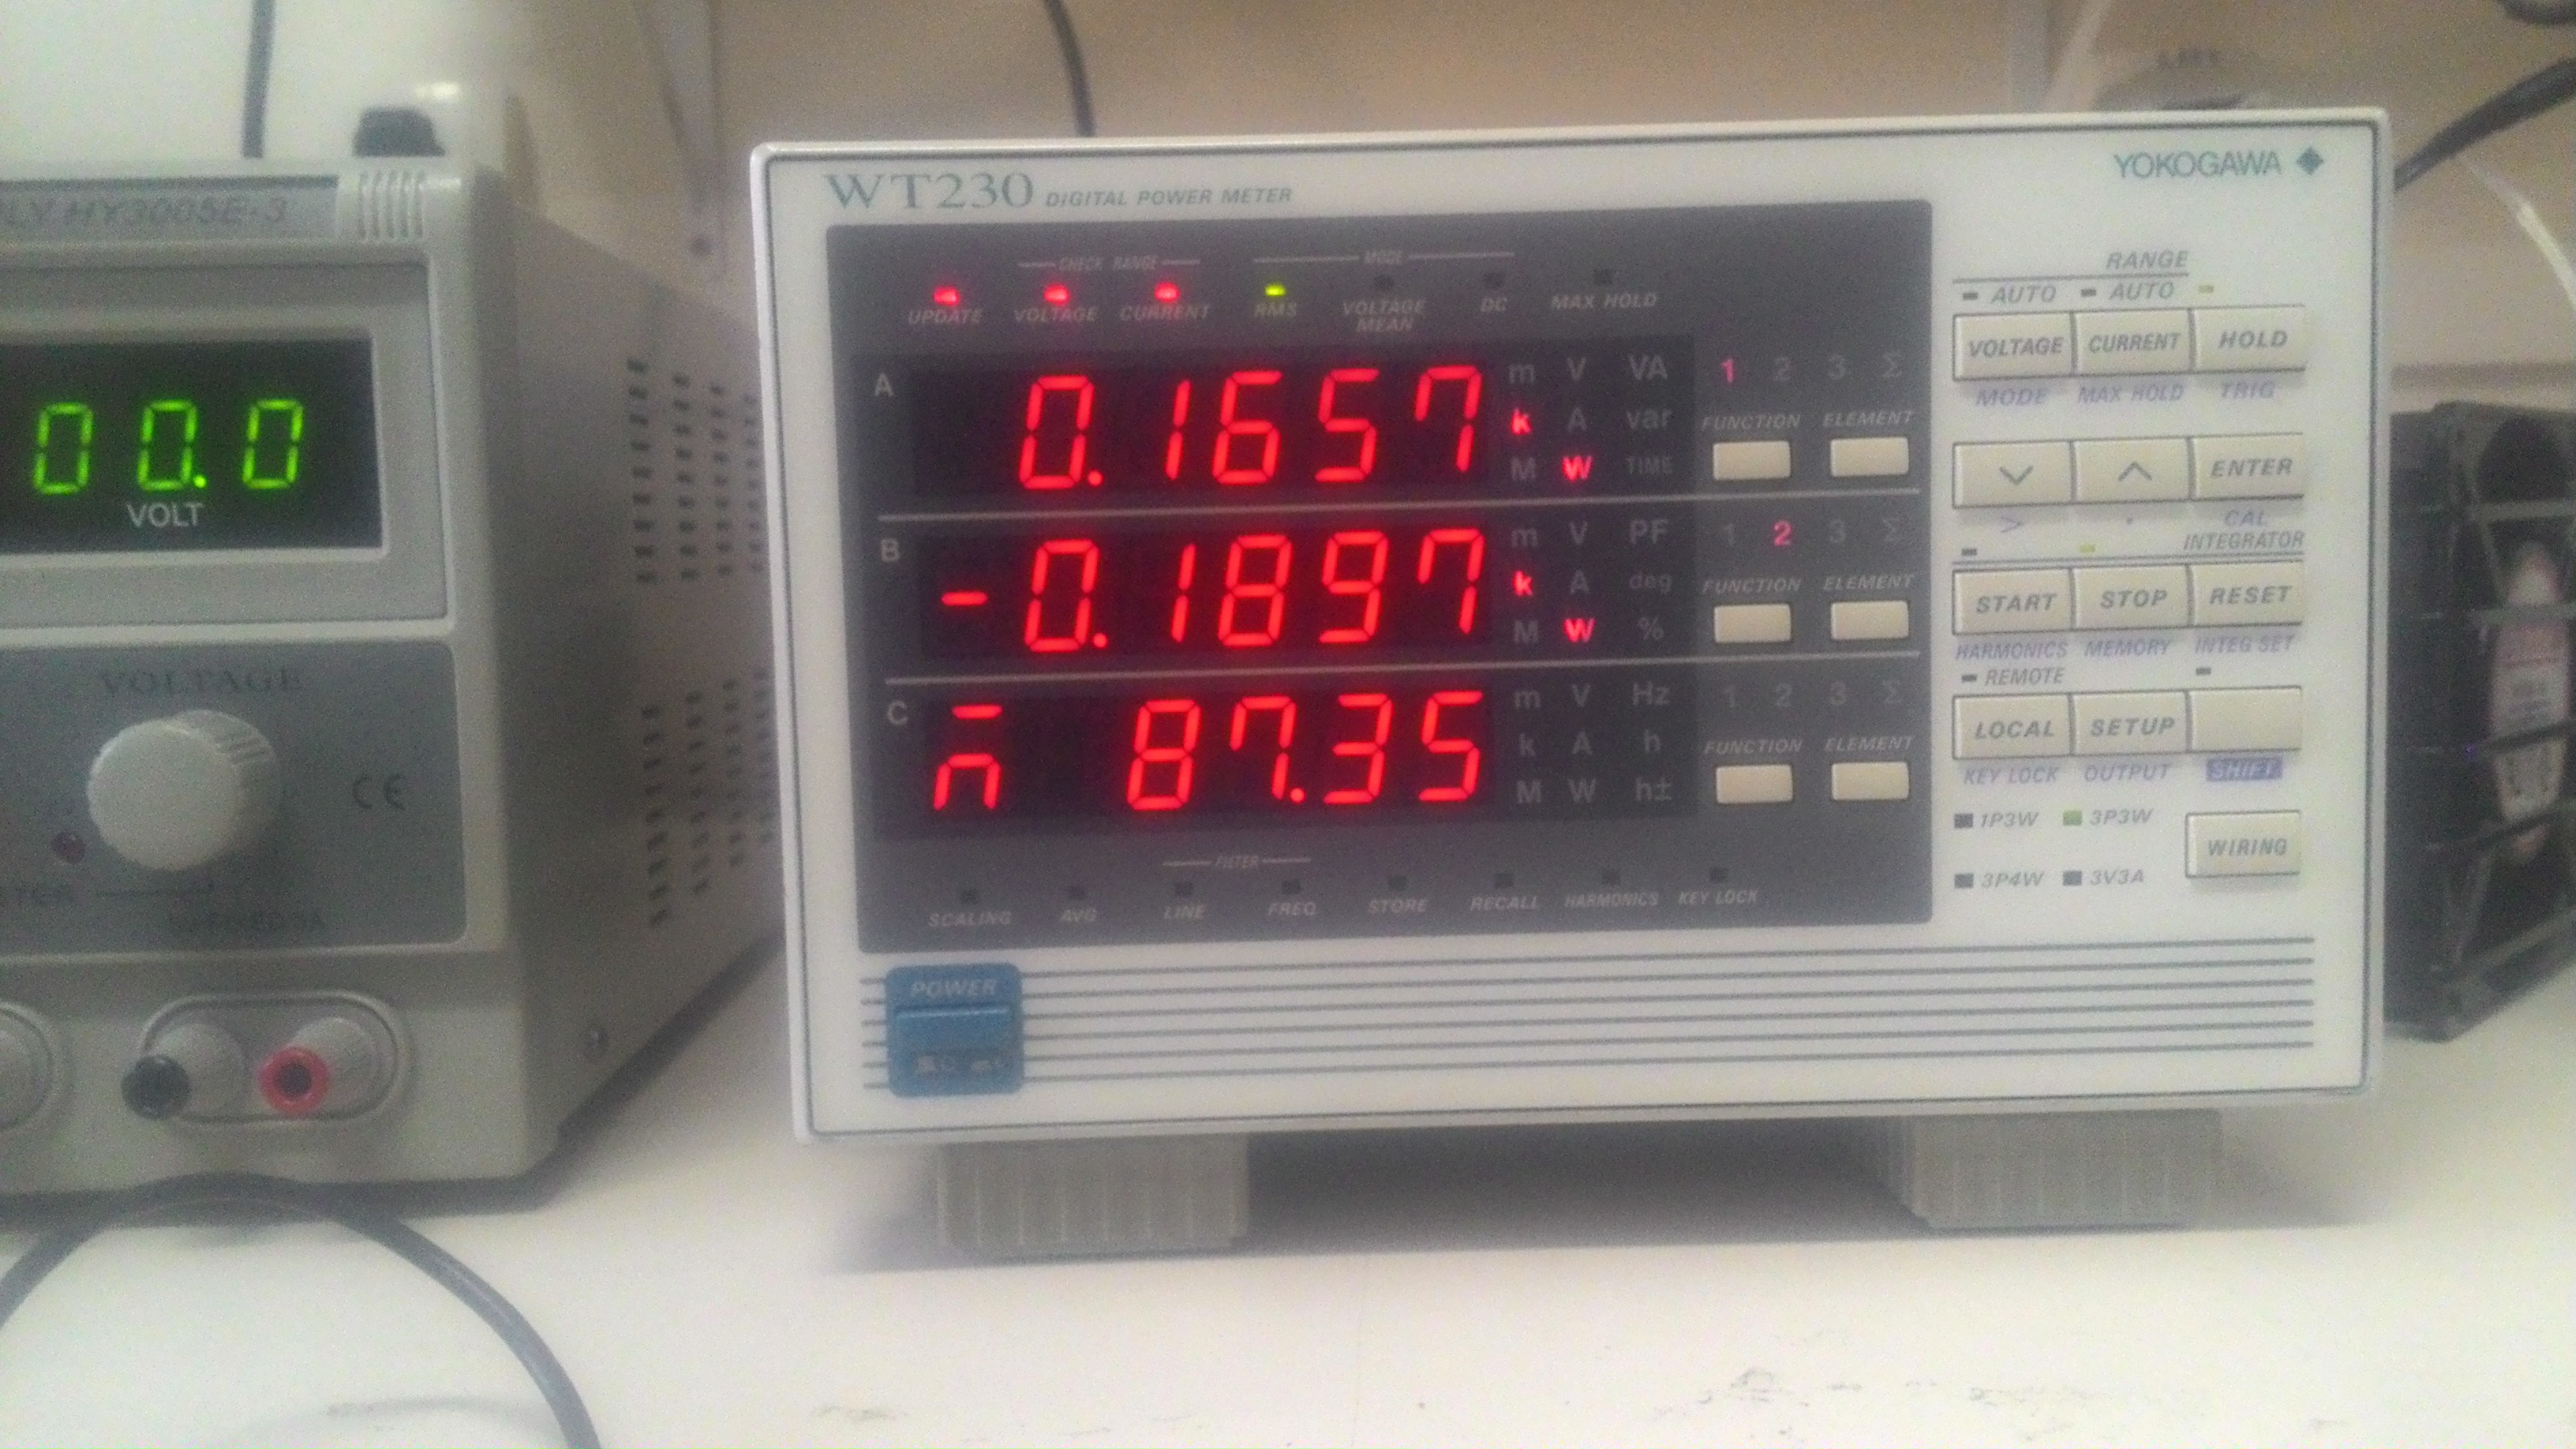 LY HY3005E-3
00.0
VOLT
VOLTAGE
CE
WT230 DIGITAL POWER METER
YOKOGAWA
CHECK RANGE
MODE
UPDATE VOLTAGE CURRENT RMS VOLTAGE MEAN DC MAX HOLD
A 0.1657
m V VA
k A var
M W TIME
1 2 3 Σ
FUNCTION ELEMENT
B -0.1897
m V PF
k A deg
M W %
1 2 3 Σ
FUNCTION ELEMENT
C 87.35
m V Hz
k A h
M W h±
1 2 3 Σ
FUNCTION ELEMENT
FILTER
SCALING AVG LINE FREQ STORE RECALL HARMONICS KEY LOCK
POWER
RANGE
AUTO AUTO
VOLTAGE CURRENT HOLD
MODE MAX HOLD TRIG
ENTER
CAL
INTEGRATOR
START STOP RESET
HARMONICS MEMORY INTEG SET
REMOTE
LOCAL SETUP
KEY LOCK OUTPUT SHIFT
1P3W 3P3W
WIRING
3P4W 3V3A